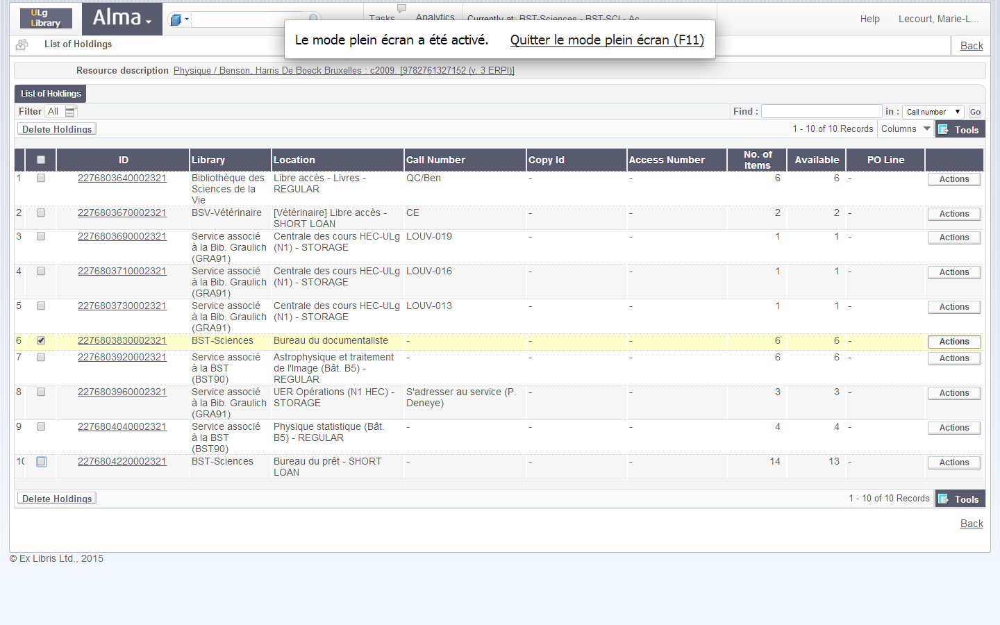 ULg Library
Alma
Tasks
Analytics
Currently at: BST-Sciences - BST-SCI - Ac
Help
Lecourt, Marie-L...
Le mode plein écran a été activé. Quitter le mode plein écran (F11)
List of Holdings
Back
Resource description Physique / Benson, Harris De Boeck Bruxelles : c2009. [9782761327152 (v. 3 ERPI)]
List of Holdings
Filter All
Find : in : Call number Go
Delete Holdings
1 - 10 of 10 Records Columns Tools
ID Library Location Call Number Copy Id Access Number No. of Items Available PO Line
1 2276803640002321 Bibliothèque des Sciences de la Vie Libre accès - Livres - REGULAR QC/Ben - - 6 6 - Actions
2 2276803670002321 BSV-Vétérinaire [Vétérinaire] Libre accès - SHORT LOAN CE - - 2 2 - Actions
3 2276803690002321 Service associé à la Bib. Graulich (GRA91) Centrale des cours HEC-ULg (N1) - STORAGE LOUV-019 - - 1 1 - Actions
4 2276803710002321 Service associé à la Bib. Graulich (GRA91) Centrale des cours HEC-ULg (N1) - STORAGE LOUV-016 - - 1 1 - Actions
5 2276803730002321 Service associé à la Bib. Graulich (GRA91) Centrale des cours HEC-ULg (N1) - STORAGE LOUV-013 - - 1 1 - Actions
6 2276803830002321 BST-Sciences Bureau du documentaliste - - - 6 6 - Actions
7 2276803920002321 Service associé à la BST (BST90) Astrophysique et traitement de l'Image (Bât. B5) - REGULAR - - - 6 6 - Actions
8 2276803960002321 Service associé à la Bib. Graulich (GRA91) UER Opérations (N1 HEC) - STORAGE S'adresser au service (P. Deneye) - - 3 3 - Actions
9 2276804040002321 Service associé à la BST (BST90) Physique statistique (Bât. B5) - REGULAR - - - 4 4 - Actions
10 2276804220002321 BST-Sciences Bureau du prêt - SHORT LOAN - - - 14 13 - Actions
Delete Holdings
1 - 10 of 10 Records Tools
Back
© Ex Libris Ltd., 2015